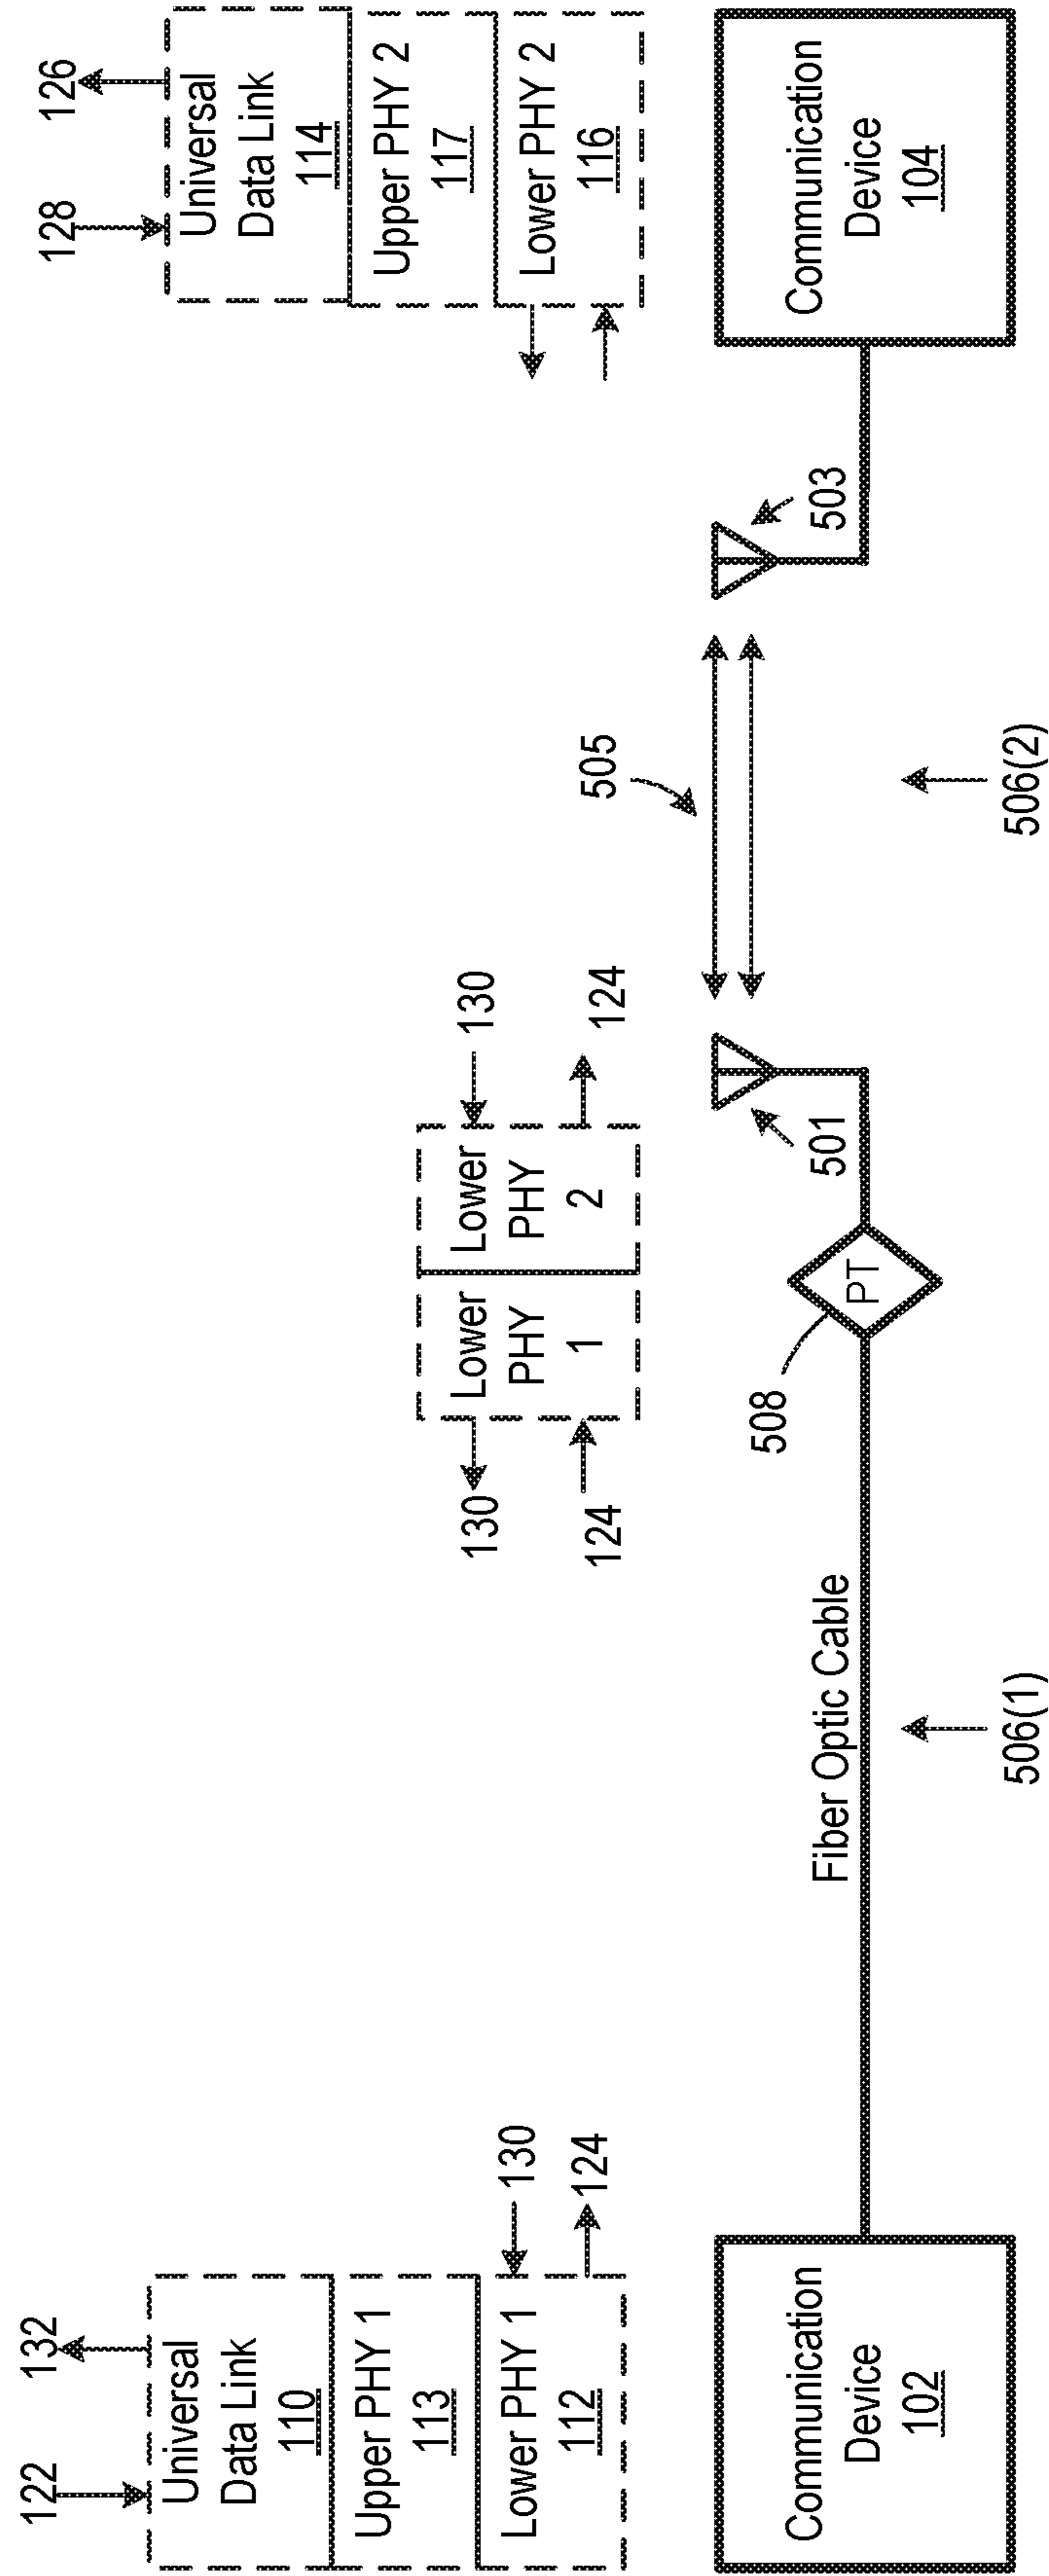 122
132
Universal
Data Link
110
Upper PHY 1
113
Lower PHY 1
112
130
124
130
124
Lower
PHY
1
Lower
PHY
2
130
124
128
126
Universal
Data Link
114
Upper PHY 2
117
Lower PHY 2
116
Communication
Device
102
Fiber Optic Cable
506(1)
508
PT
501
505
503
506(2)
Communication
Device
104